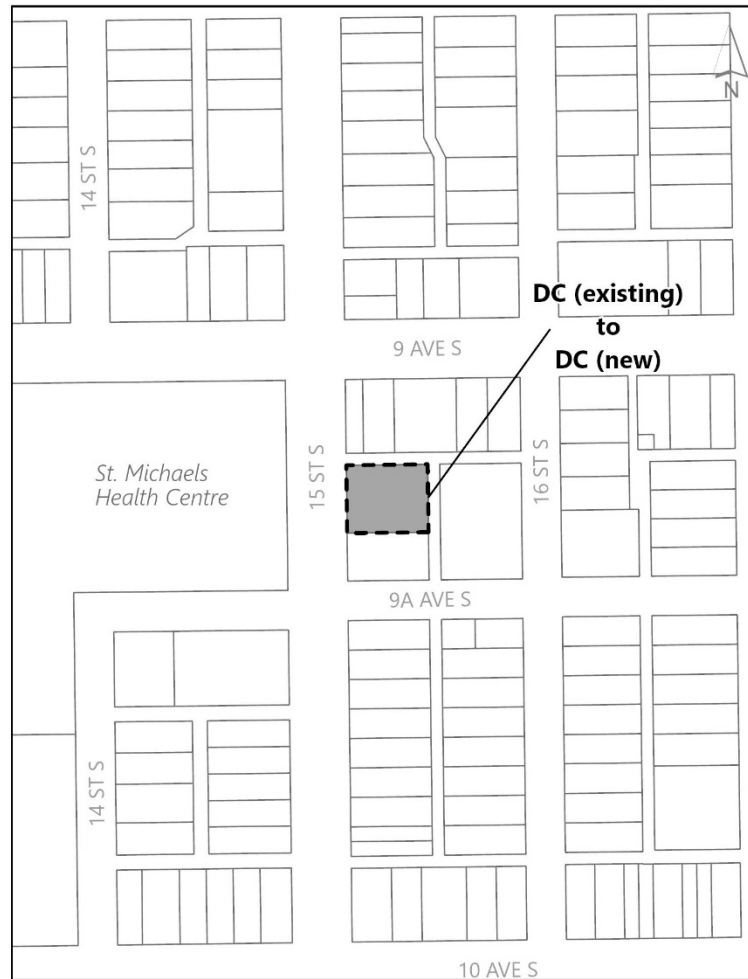 N
14 ST S
DC (existing)
to
DC (new)
9 AVE S
St. Michaels
Health Centre
15 ST S
16 ST S
9A AVE S
14 ST S
10 AVE S